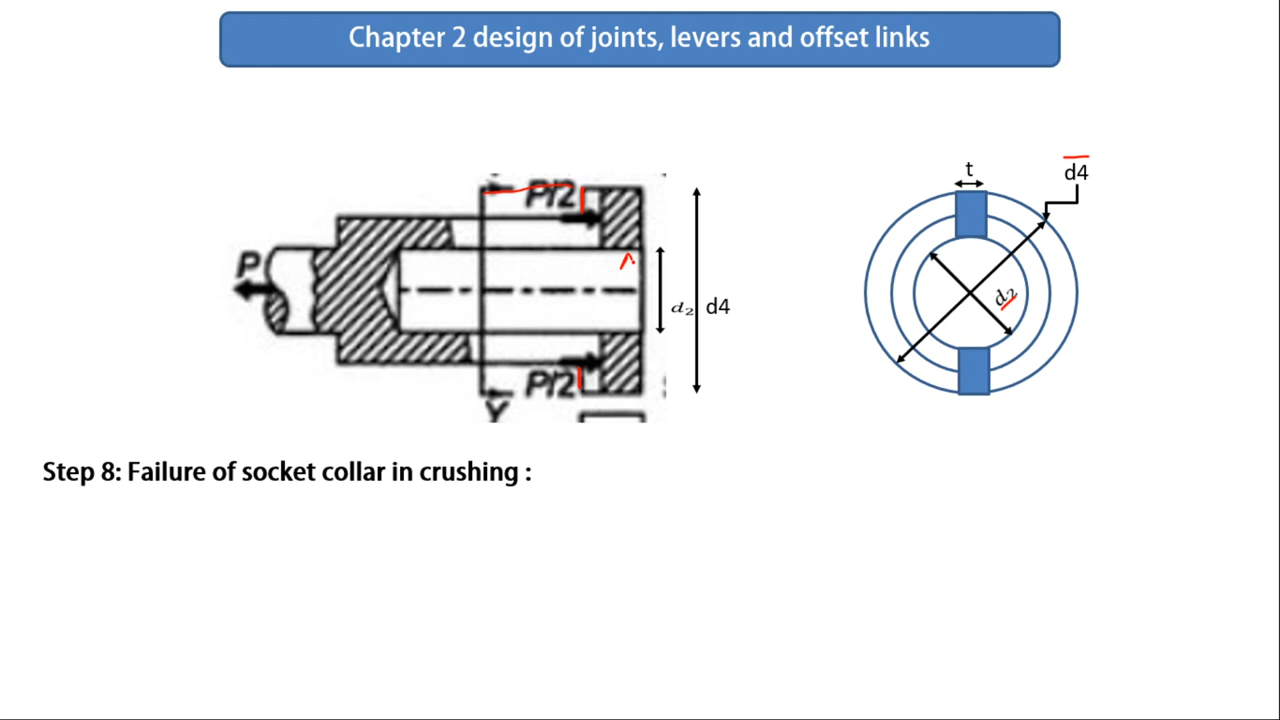 Chapter 2 design of joints, levers and offset links
P/2
P
d₂ d4
P/2
Y
t
d4
d₂
Step 8: Failure of socket collar in crushing :